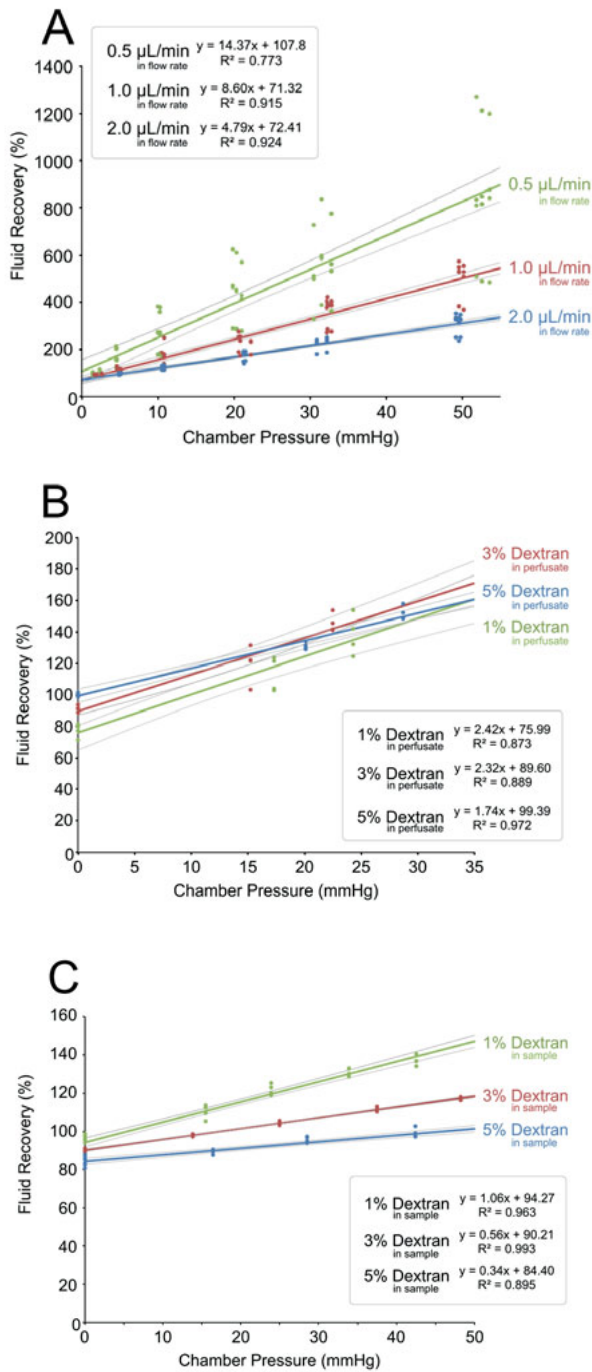 A
0.5 µL/min y = 14.37x + 107.8
in flow rate R² = 0.773
1.0 µL/min y = 8.60x + 71.32
in flow rate R² = 0.915
2.0 µL/min y = 4.79x + 72.41
in flow rate R² = 0.924
1400
1200
1000
800
600
400
200
0
Fluid Recovery (%)
0.5 µL/min
in flow rate
1.0 µL/min
in flow rate
2.0 µL/min
in flow rate
0 10 20 30 40 50
Chamber Pressure (mmHg)
B
200
180
160
140
120
100
80
60
40
20
0
Fluid Recovery (%)
3% Dextran
in perfusate
5% Dextran
in perfusate
1% Dextran
in perfusate
1% Dextran y = 2.42x + 75.99
in perfusate R² = 0.873
3% Dextran y = 2.32x + 89.60
in perfusate R² = 0.889
5% Dextran y = 1.74x + 99.39
in perfusate R² = 0.972
0 5 10 15 20 25 30 35
Chamber Pressure (mmHg)
C
160
140
120
100
80
60
40
20
0
Fluid Recovery (%)
1% Dextran
in sample
3% Dextran
in sample
5% Dextran
in sample
1% Dextran y = 1.06x + 94.27
in sample R² = 0.963
3% Dextran y = 0.56x + 90.21
in sample R² = 0.993
5% Dextran y = 0.34x + 84.40
in sample R² = 0.895
0 10 20 30 40 50
Chamber Pressure (mmHg)